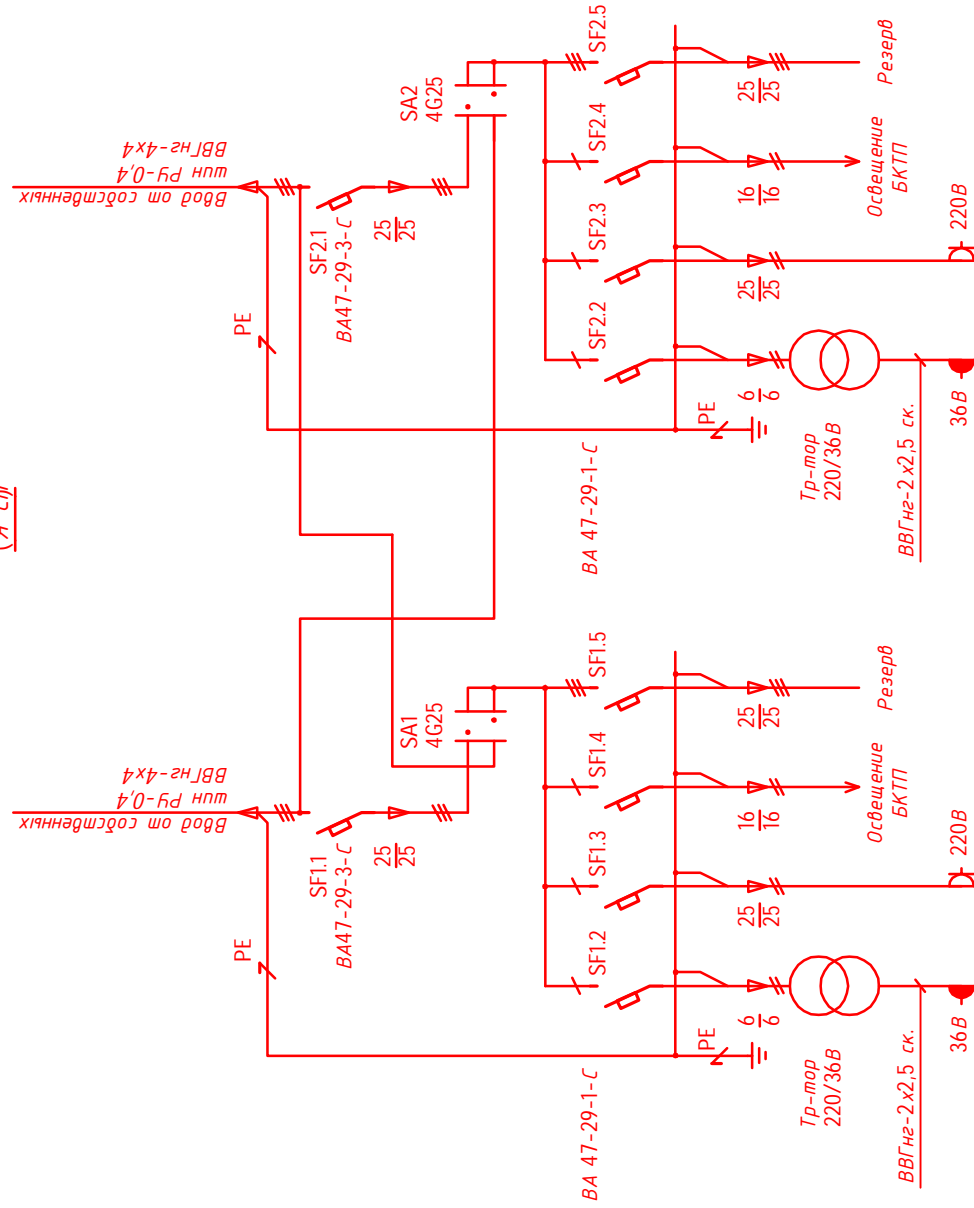 Ввод от собственных
шин РУ-0,4
ВВГнг-4х4
PE
SF1.1
ВА47-29-3-С
25
25
SA1
4G25
SF1.2
SF1.3
SF1.4
SF1.5
ВА 47-29-1-С
PE
6
6
25
25
16
16
25
25
Тр-тор
220/36В
Освещение
БКТП
Резерв
ВВГнг-2х2,5 ск.
36В
220В
Ввод от собственных
шин РУ-0,4
ВВГнг-4х4
PE
SF2.1
ВА47-29-3-С
25
25
SA2
4G25
SF2.2
SF2.3
SF2.4
SF2.5
ВА 47-29-1-С
PE
6
6
25
25
16
16
25
25
Тр-тор
220/36В
Освещение
БКТП
Резерв
ВВГнг-2х2,5 ск.
36В
220В